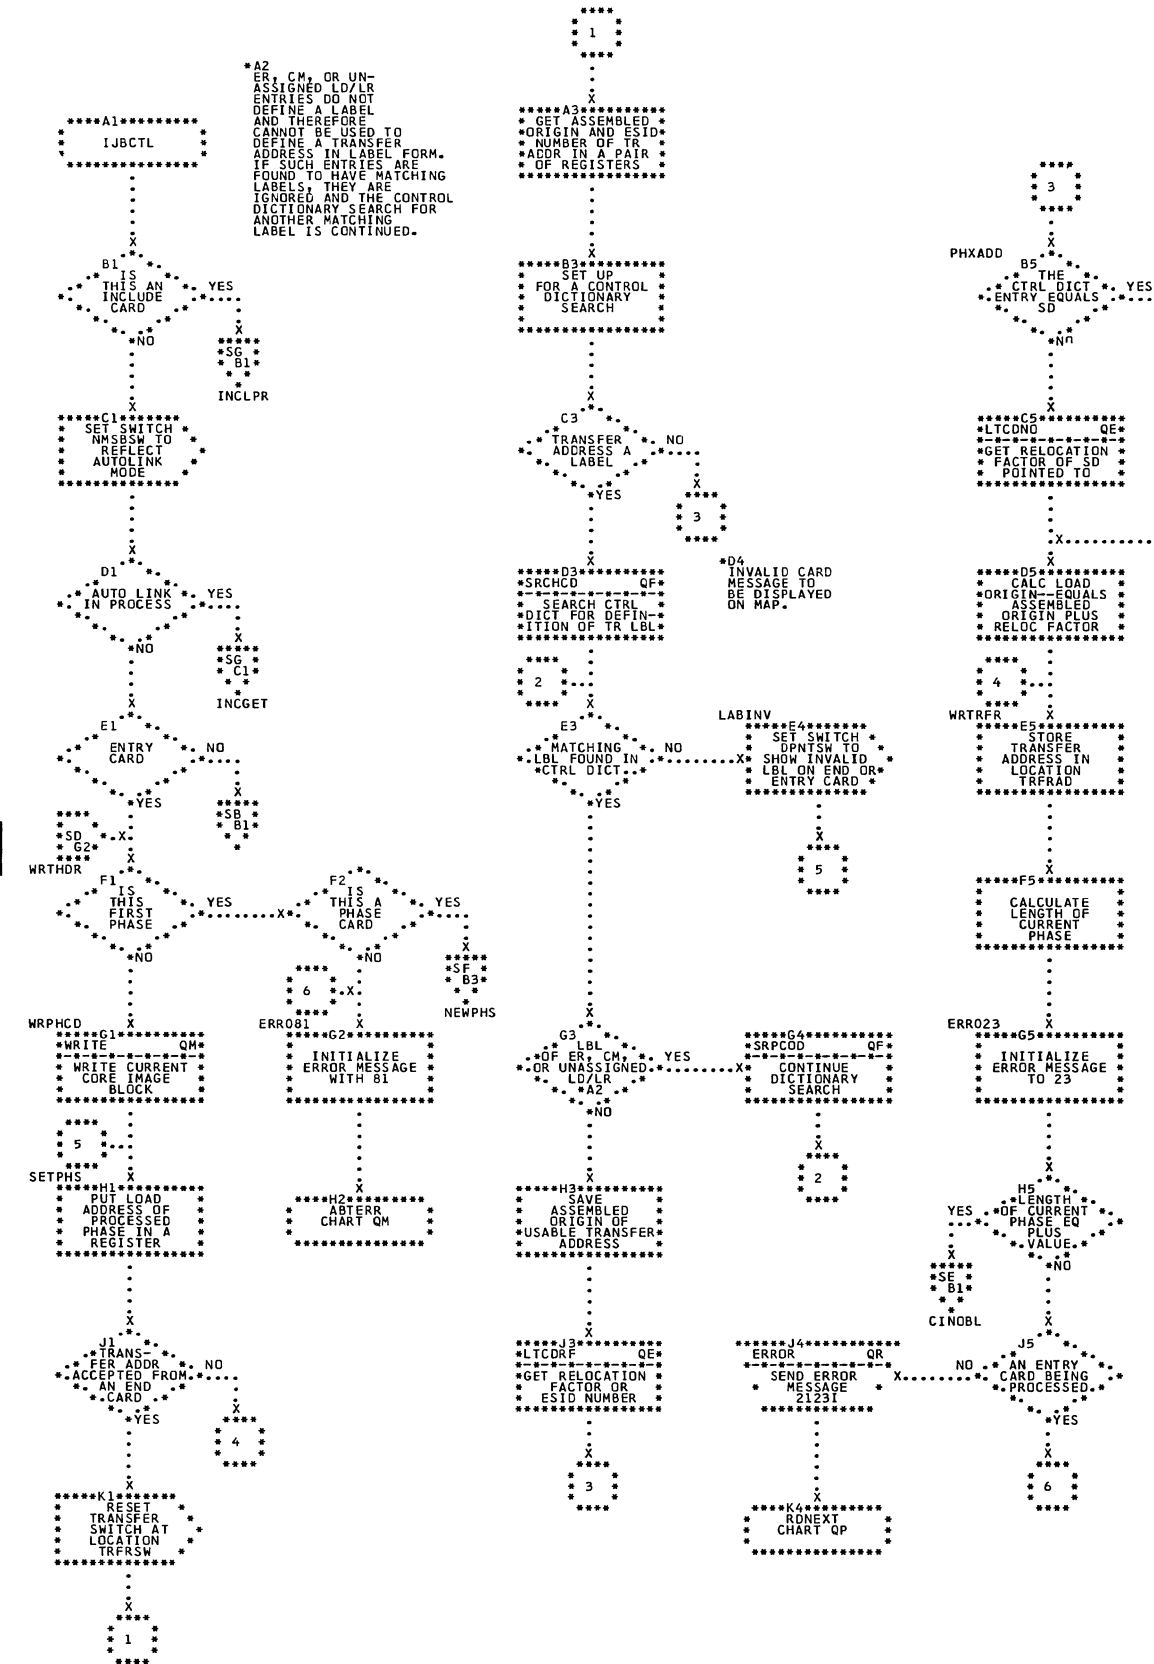 1
*A2
ER, CM, OR UN-
ASSIGNED LD/LR
ENTRIES DO NOT
DEFINE A LABEL
AND THEREFORE
CANNOT BE USED TO
DEFINE A TRANSFER
ADDRESS IN LABEL FORM.
IF SUCH ENTRIES ARE
FOUND TO HAVE MATCHING
LABELS, THEY ARE
IGNORED AND THE CONTROL
DICTIONARY SEARCH FOR
ANOTHER MATCHING
LABEL IS CONTINUED.
A1
IJBCTL
B1
IS
THIS AN
INCLUDE
CARD
YES
NO
SG
B1
INCLPR
C1
SET SWITCH
NMSBSW TO
REFLECT
AUTOLINK
MODE
D1
AUTO LINK
IN PROCESS
YES
NO
SG
C1
INCGET
E1
ENTRY
CARD
NO
YES
SB
B1
SD
G2
WRTHDR
F1
IS
THIS
FIRST
PHASE
YES
NO
F2
IS
THIS A
PHASE
CARD
YES
NO
SF
B3
NEWPHS
6
WRPHCD
G1
WRITE QM
WRITE CURRENT
CORE IMAGE
BLOCK
ERR081
G2
INITIALIZE
ERROR MESSAGE
WITH 81
5
SETPHS
H1
PUT LOAD
ADDRESS OF
PROCESSED
PHASE IN A
REGISTER
H2
ABTERR
CHART QM
J1
TRANS-
FER ADDR
ACCEPTED FROM
AN END
CARD
NO
YES
4
K1
RESET
TRANSFER
SWITCH AT
LOCATION
TRFRSW
1
A3
GET ASSEMBLED
ORIGIN AND ESID
NUMBER OF TR
ADDR IN A PAIR
OF REGISTERS
B3
SET UP
FOR A CONTROL
DICTIONARY
SEARCH
C3
TRANSFER
ADDRESS A
LABEL
NO
YES
3
D3
SRCHCD QF
SEARCH CTRL
DICT FOR DEFIN-
ITION OF TR LBL
*D4
INVALID CARD
MESSAGE TO
BE DISPLAYED
ON MAP.
2
E3
MATCHING
LBL FOUND IN
CTRL DICT
NO
YES
LABINV
E4
SET SWITCH
DPNTSW TO
SHOW INVALID
LBL ON END OR
ENTRY CARD
5
G3
LBL
OF ER, CM,
OR UNASSIGNED
LD/LR
*A2
YES
NO
G4
SRPCOD QF
CONTINUE
DICTIONARY
SEARCH
2
H3
SAVE
ASSEMBLED
ORIGIN OF
USABLE TRANSFER
ADDRESS
J3
LTCDRF QE
GET RELOCATION
FACTOR OR
ESID NUMBER
3
J4
ERROR QR
SEND ERROR
MESSAGE
2123I
K4
RDNEXT
CHART QP
3
PHXADD
B5
THE
CTRL DICT
ENTRY EQUALS
SD
YES
NO
C5
LTCDNO QE
GET RELOCATION
FACTOR OF SD
POINTED TO
D5
CALC LOAD
ORIGIN--EQUALS
ASSEMBLED
ORIGIN PLUS
RELOC FACTOR
4
WRTRFR
E5
STORE
TRANSFER
ADDRESS IN
LOCATION
TRFRAD
F5
CALCULATE
LENGTH OF
CURRENT
PHASE
ERR023
G5
INITIALIZE
ERROR MESSAGE
TO 23
H5
LENGTH
OF CURRENT
PHASE EQ
PLUS
VALUE
YES
NO
SE
B1
CINOBL
J5
AN ENTRY
CARD BEING
PROCESSED
NO
YES
6